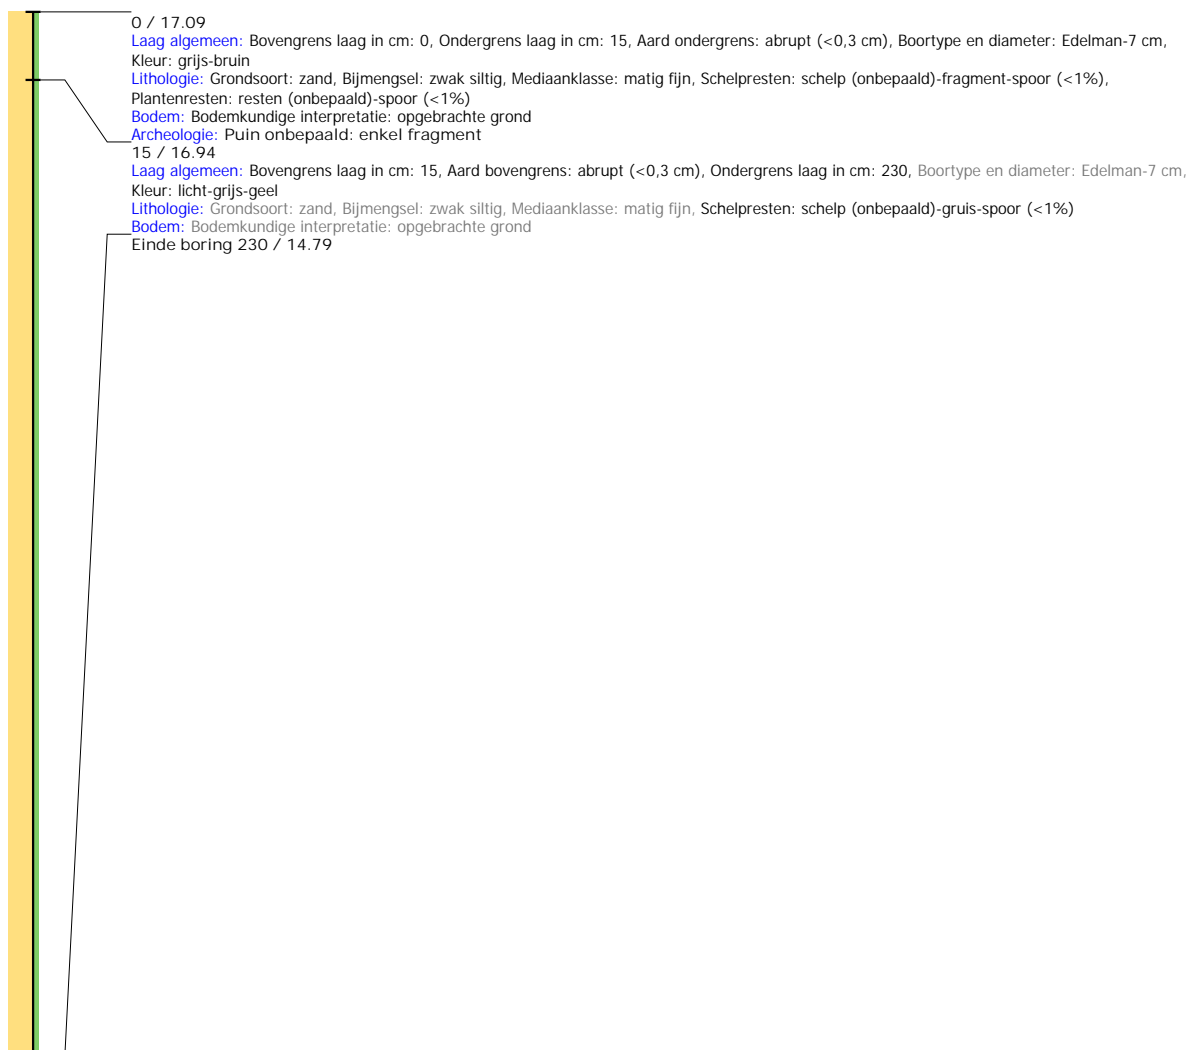 0 / 17.09
Laag algemeen: Bovengrens laag in cm: 0, Ondergrens laag in cm: 15, Aard ondergrens: abrupt (<0,3 cm), Boortype en diameter: Edelman-7 cm,
Kleur: grijs-bruin
Lithologie: Grondsoort: zand, Bijmengsel: zwak siltig, Mediaanklasse: matig fijn, Schelpresten: schelp (onbepaald)-fragment-spoor (<1%),
Plantenresten: resten (onbepaald)-spoor (<1%)
Bodem: Bodemkundige interpretatie: opgebrachte grond
Archeologie: Puin onbepaald: enkel fragment
15 / 16.94
Laag algemeen: Bovengrens laag in cm: 15, Aard bovengrens: abrupt (<0,3 cm), Ondergrens laag in cm: 230, Boortype en diameter: Edelman-7 cm,
Kleur: licht-grijs-geel
Lithologie: Grondsoort: zand, Bijmengsel: zwak siltig, Mediaanklasse: matig fijn, Schelpresten: schelp (onbepaald)-gruis-spoor (<1%)
Bodem: Bodemkundige interpretatie: opgebrachte grond
Einde boring 230 / 14.79